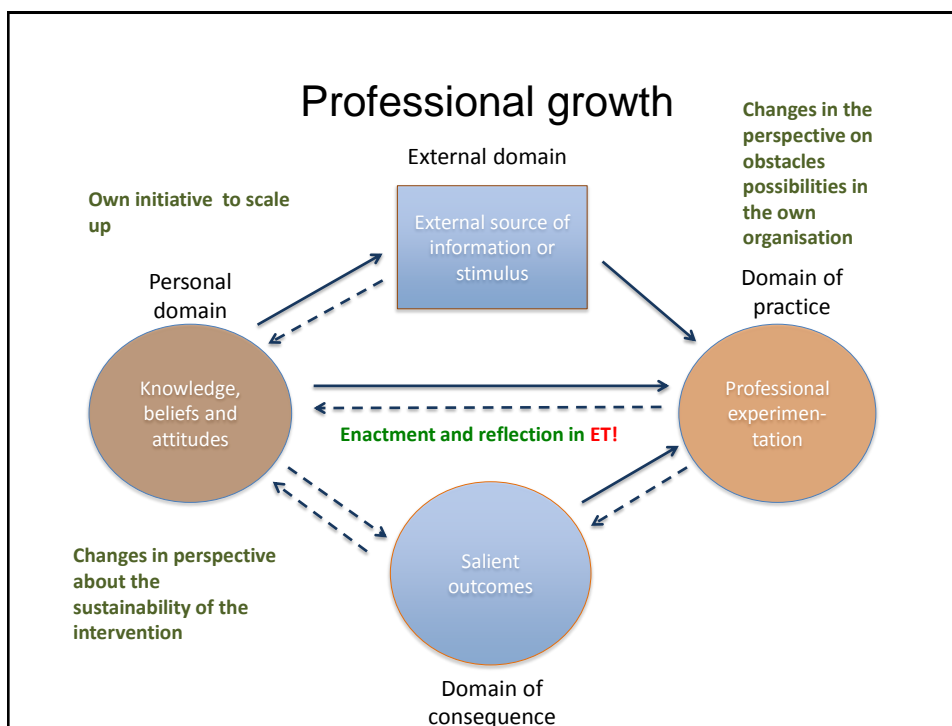 Professional growth
External domain
Changes in the
perspective on
obstacles
possibilities in
the own
organisation
Own initiative  to scale
up
External source of
information or
stimulus
Personal
domain
Domain of
practice
Knowledge,
beliefs and
attitudes
Professional
experimen-
tation
Enactment and reflection in ET!
Changes in perspective
about the
sustainability of the
intervention
Salient
outcomes
Domain of
consequence